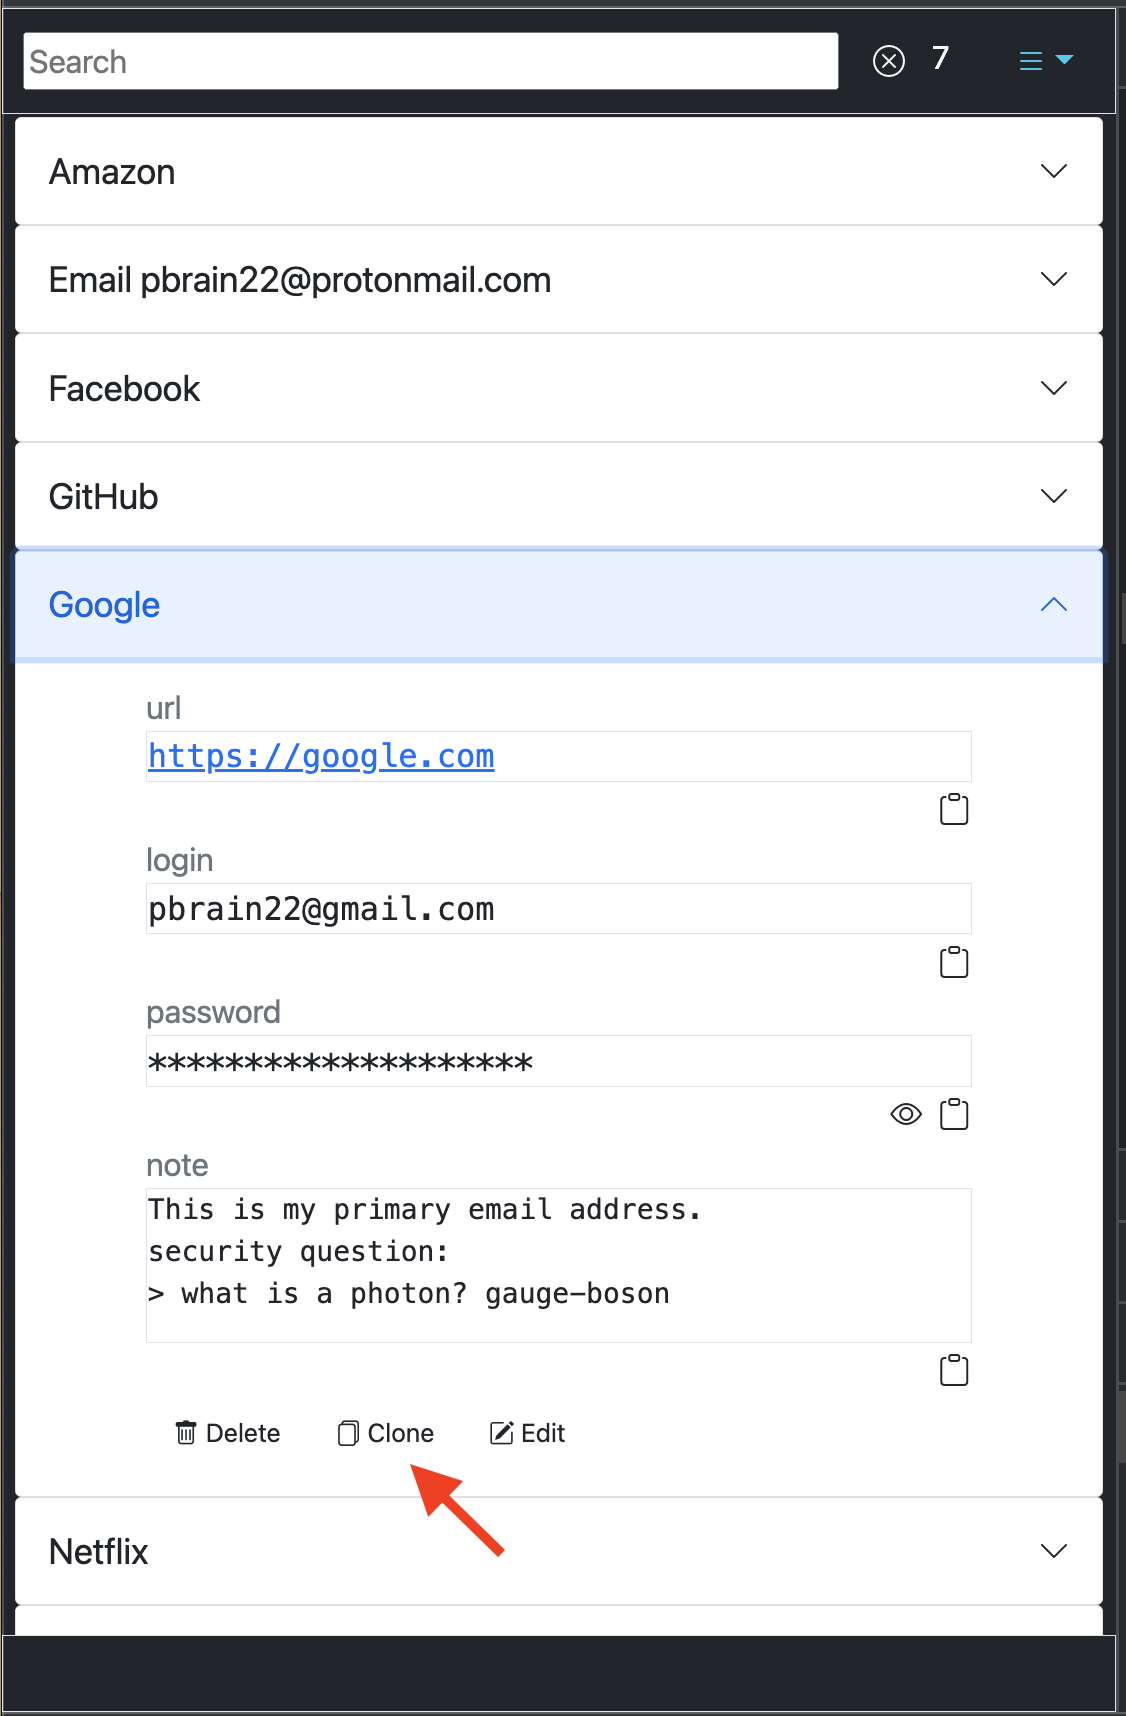 Search
7
Amazon
Email pbrain22@protonmail.com
Facebook
GitHub
Google
url
https://google.com
login
pbrain22@gmail.com
password
********************
note
This is my primary email address.
security question:
> what is a photon? gauge-boson
Delete Clone Edit
Netflix